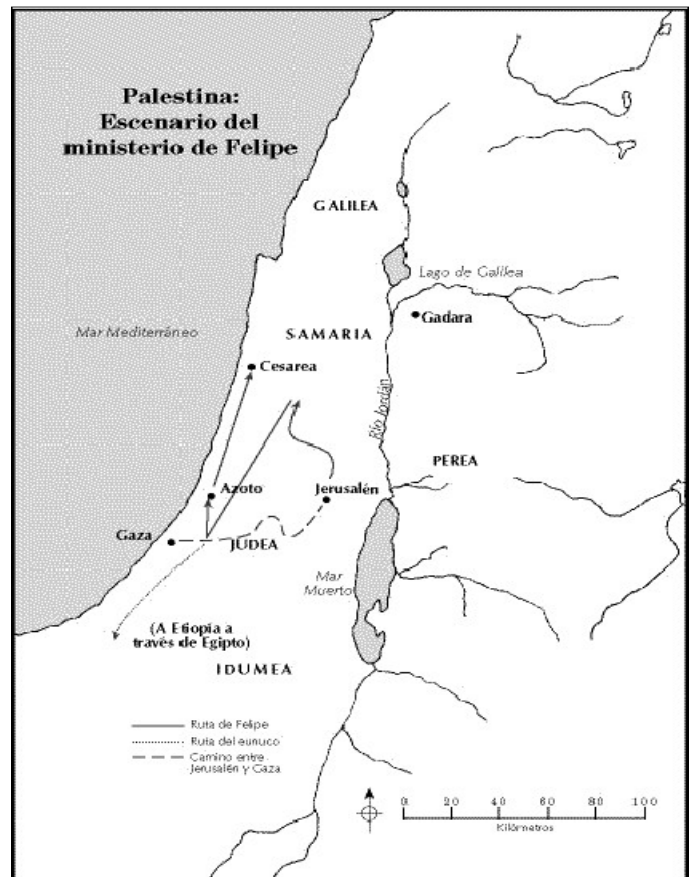 Palestina:
Escenario del
ministerio de Felipe
GALILEA
Lago de Galilea
Gadara
Mar Mediterráneo
SAMARIA
Cesarea
Río Jordán
PEREA
Azoto
Jerusalén
Gaza
JUDEA
Mar
Muerto
(A Etiopía a
través de Egipto)
IDUMEA
Ruta de Felipe
Ruta del eunuco
Camino entre
Jerusalén y Gaza
0 20 40 60 80 100
Kilómetros